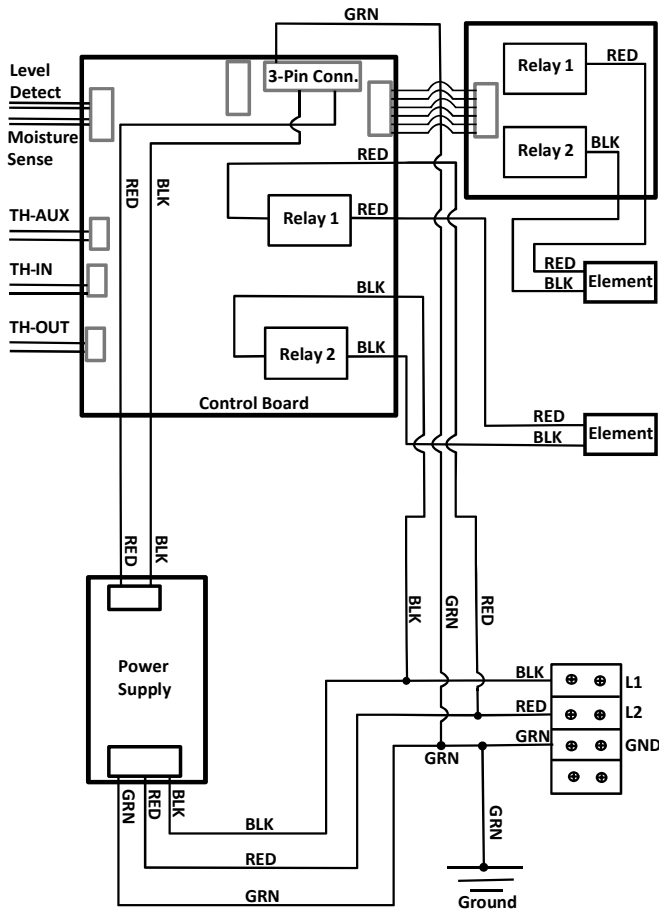 GRN
3-Pin Conn.
Level
Detect
Moisture
Sense
Relay 1
RED
Relay 2
BLK
RED
BLK
RED
Relay 1
RED
TH-AUX
TH-IN
TH-OUT
BLK
Relay 2
BLK
Control Board
RED
BLK
Element
RED
BLK
Element
RED
BLK
BLK
GRN
RED
Power
Supply
BLK
L1
RED
L2
GRN
GND
GRN
GRN
RED
BLK
BLK
RED
GRN
GRN
Ground